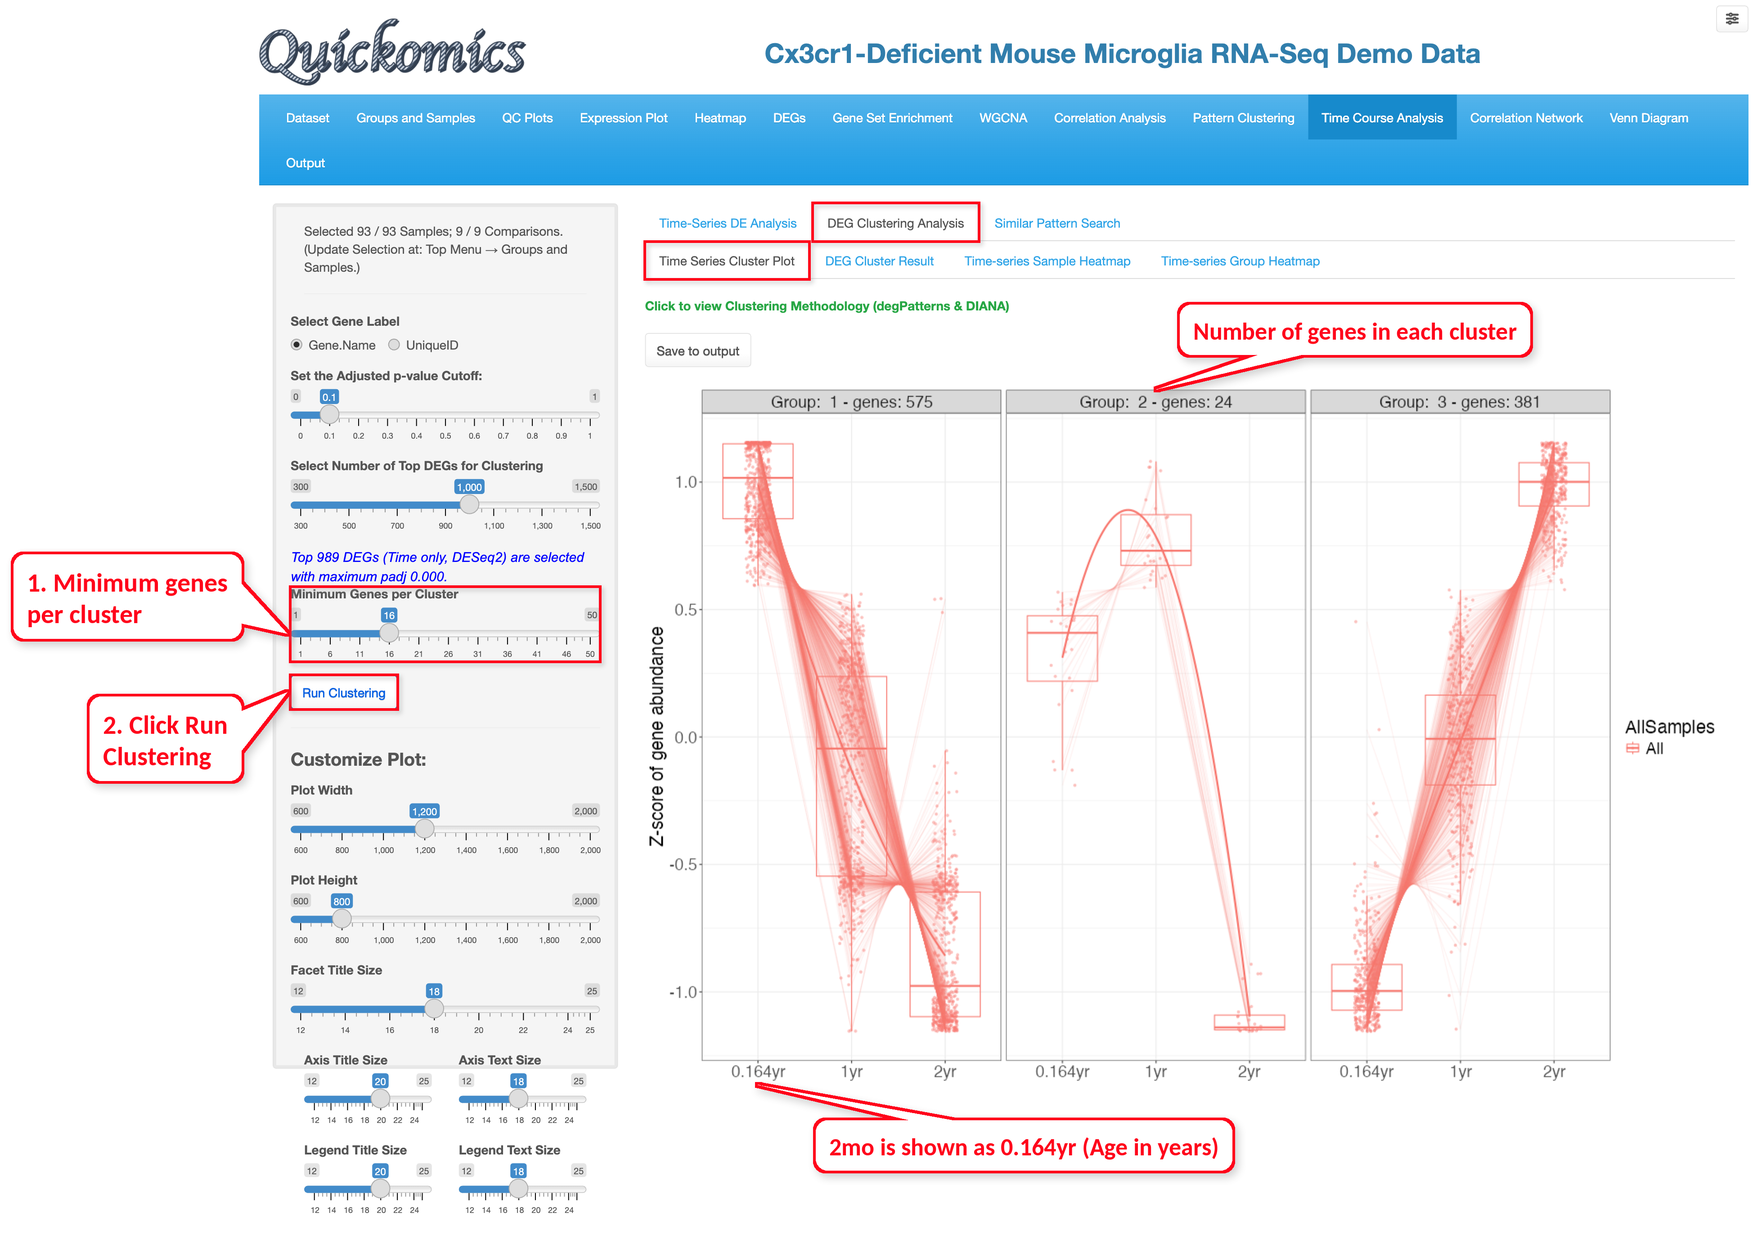 Quickomics
Cx3cr1-Deficient Mouse Microglia RNA-Seq Demo Data
Dataset Groups and Samples QC Plots Expression Plot Heatmap DEGs Gene Set Enrichment WGCNA Correlation Analysis Pattern Clustering Time Course Analysis Correlation Network Venn Diagram
Output
Selected 93 / 93 Samples; 9 / 9 Comparisons.
(Update Selection at: Top Menu → Groups and
Samples.)
Select Gene Label
Gene.Name UniqueID
Set the Adjusted p-value Cutoff:
0 0.1 1
0 0.1 0.2 0.3 0.4 0.5 0.6 0.7 0.8 0.9 1
Select Number of Top DEGs for Clustering
300 1,000 1,500
300 500 700 900 1,100 1,300 1,500
Top 989 DEGs (Time only, DESeq2) are selected
with maximum padj 0.000.
Minimum Genes per Cluster
1 16 50
1 6 11 16 21 26 31 36 41 46 50
Run Clustering
1. Minimum genes
per cluster
2. Click Run
Clustering
Customize Plot:
Plot Width
600 1,200 2,000
600 800 1,000 1,200 1,400 1,600 1,800 2,000
Plot Height
600 800 2,000
600 800 1,000 1,200 1,400 1,600 1,800 2,000
Facet Title Size
12 18 25
12 14 16 18 20 22 24 25
Axis Title Size Axis Text Size
12 20 25 12 18 25
12 14 16 18 20 22 24 12 14 16 18 20 22 24
Legend Title Size Legend Text Size
12 20 25 12 18 25
12 14 16 18 20 22 24 12 14 16 18 20 22 24
Time-Series DE Analysis DEG Clustering Analysis Similar Pattern Search
Time Series Cluster Plot DEG Cluster Result Time-series Sample Heatmap Time-series Group Heatmap
Click to view Clustering Methodology (degPatterns & DIANA)
Save to output
Number of genes in each cluster
Group: 1 - genes: 575 Group: 2 - genes: 24 Group: 3 - genes: 381
Z-score of gene abundance
1.0
0.5
0.0
-0.5
-1.0
0.164yr 1yr 2yr 0.164yr 1yr 2yr 0.164yr 1yr 2yr
AllSamples
All
2mo is shown as 0.164yr (Age in years)